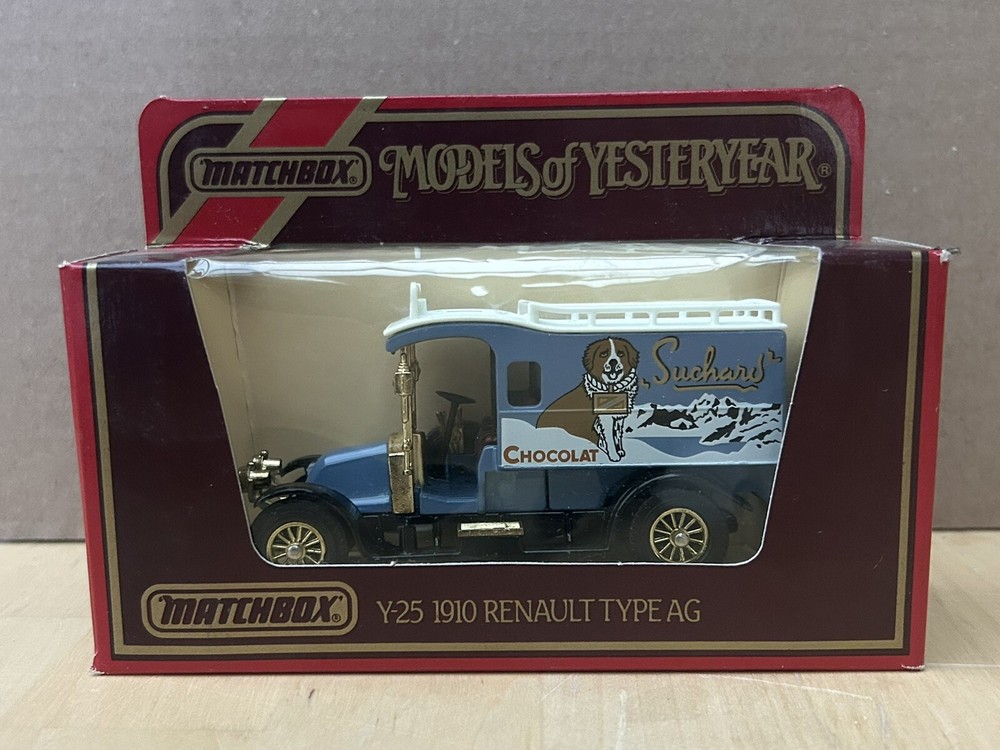 MATCHBOX®
MODELS of YESTERYEAR®
"Suchard"
CHOCOLAT
MATCHBOX®
Y-25 1910 RENAULT TYPE AG